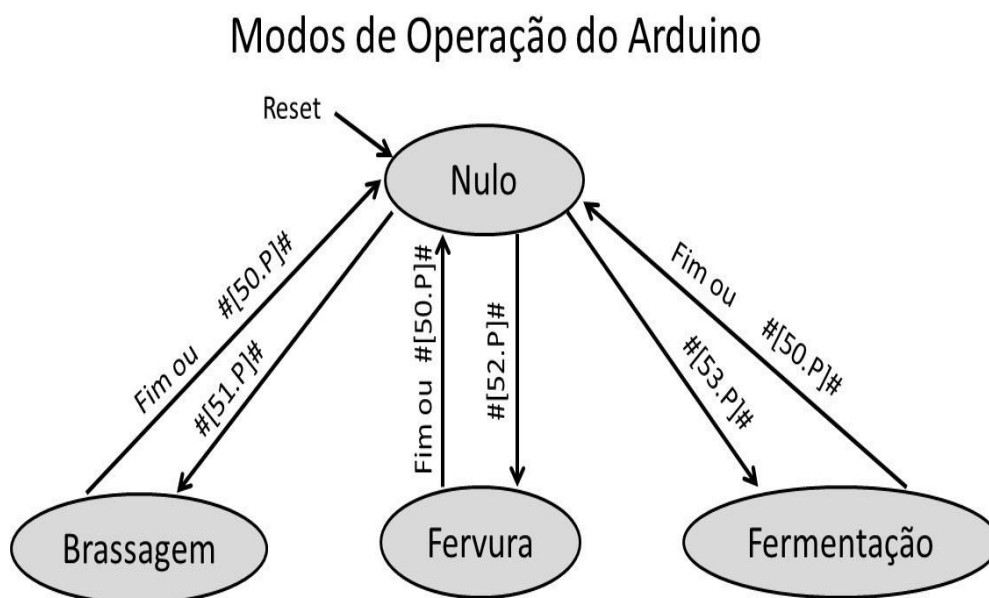 Modos de Operação do Arduino
Reset
Nulo
Fim ou #[50.P]#
#[51.P]#
Fim ou #[50.P]#
#[52.P]#
#[53.P]#
Fim ou #[50.P]#
Brassagem
Fervura
Fermentação